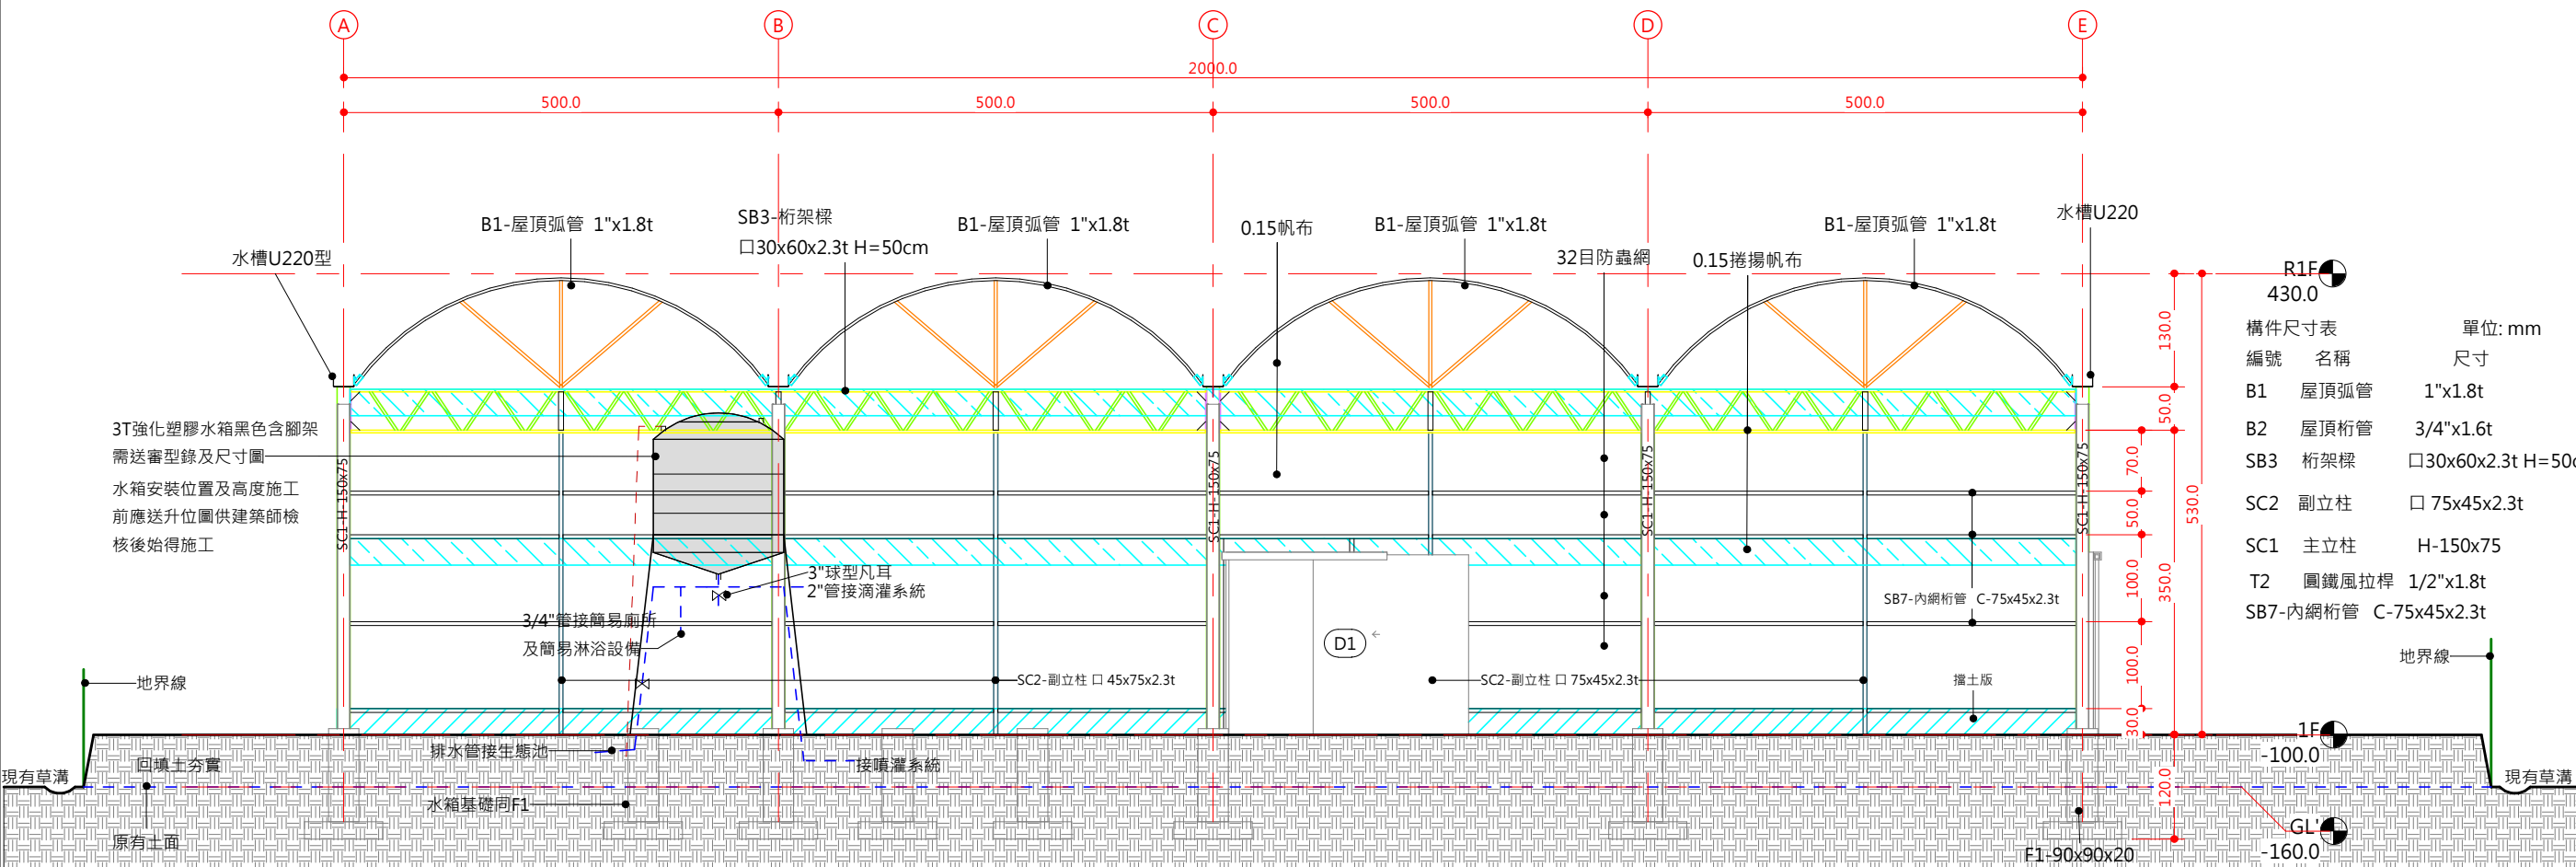 A
B
C
D
E
2000.0
500.0
500.0
500.0
500.0
B1-屋頂弧管 1"x1.8t
SB3-桁架樑
口30x60x2.3t H=50cm
B1-屋頂弧管 1"x1.8t
0.15帆布
B1-屋頂弧管 1"x1.8t
32目防蟲網
0.15捲揚帆布
B1-屋頂弧管 1"x1.8t
水槽U220
水槽U220型
R1F
430.0
構件尺寸表 單位: mm
編號 名稱 尺寸
B1 屋頂弧管 1"x1.8t
B2 屋頂桁管 3/4"x1.6t
SB3 桁架樑 口30x60x2.3t H=50c
SC2 副立柱 口 75x45x2.3t
SC1 主立柱 H-150x75
T2 圓鐵風拉桿 1/2"x1.8t
SB7-內網桁管 C-75x45x2.3t
130.0
50.0
70.0
50.0
100.0
100.0
30.0
350.0
530.0
120.0
3T強化塑膠水箱黑色含腳架
需送審型錄及尺寸圖
水箱安裝位置及高度施工
前應送升位圖供建築師檢
核後始得施工
SC1-H-150x75
SC1-H-150x75
SC1-H-150x75
SC1-H-150x75
3"球型凡耳
2"管接滴灌系統
3/4"管接簡易廁所
及簡易淋浴設備
SB7-內網桁管 C-75x45x2.3t
D1
SC2-副立柱 口 45x75x2.3t
SC2-副立柱 口 75x45x2.3t
擋土版
地界線
地界線
1F
-100.0
排水管接生態池
接噴灌系統
回填土夯實
現有草溝
現有草溝
水箱基礎同F1
原有土面
GL'
-160.0
F1-90x90x20